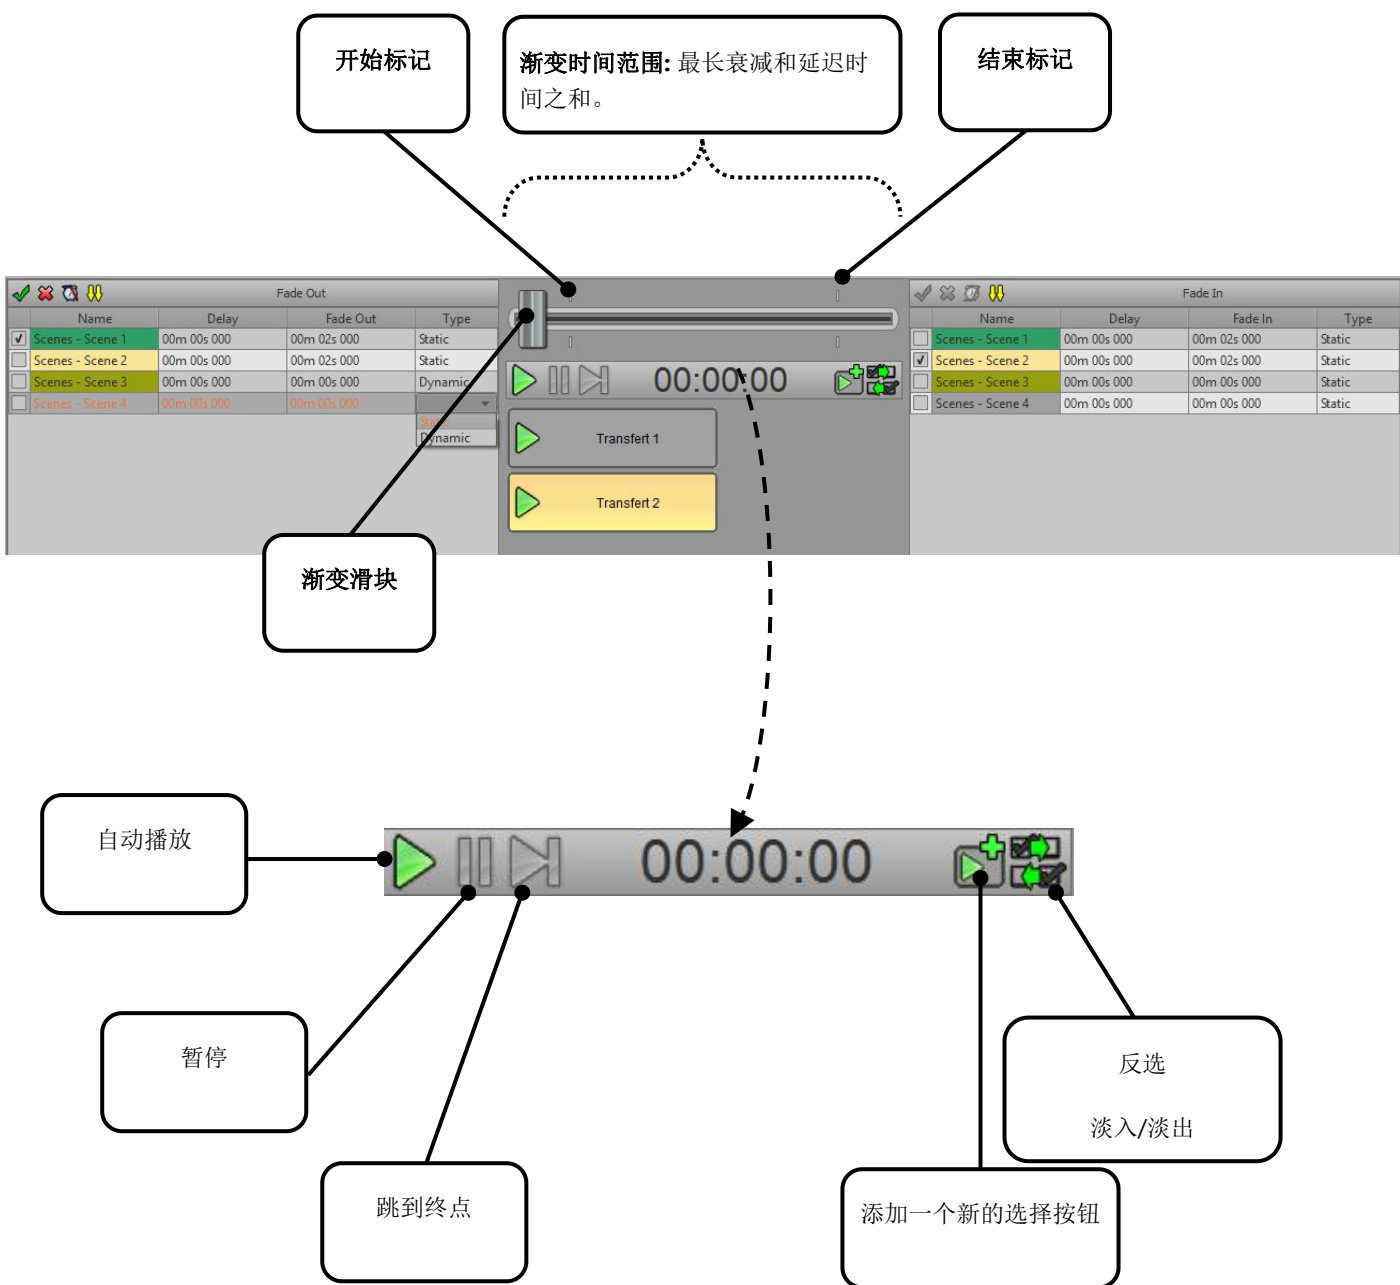 开始标记
渐变时间范围: 最长衰减和延迟时
间之和。
结束标记
Fade Out
Name Delay Fade Out Type
Scenes - Scene 1 00m 00s 000 00m 02s 000 Static
Scenes - Scene 2 00m 00s 000 00m 02s 000 Static
Scenes - Scene 3 00m 00s 000 00m 00s 000 Dynamic
Scenes - Scene 4 00m 00s 000 00m 00s 000
Static
Dynamic
00:00:00
Transfert 1
Transfert 2
Fade In
Name Delay Fade In Type
Scenes - Scene 1 00m 00s 000 00m 02s 000 Static
Scenes - Scene 2 00m 00s 000 00m 02s 000 Static
Scenes - Scene 3 00m 00s 000 00m 00s 000 Static
Scenes - Scene 4 00m 00s 000 00m 00s 000 Static
渐变滑块
自动播放
00:00:00
暂停
反选
淡入/淡出
跳到终点
添加一个新的选择按钮